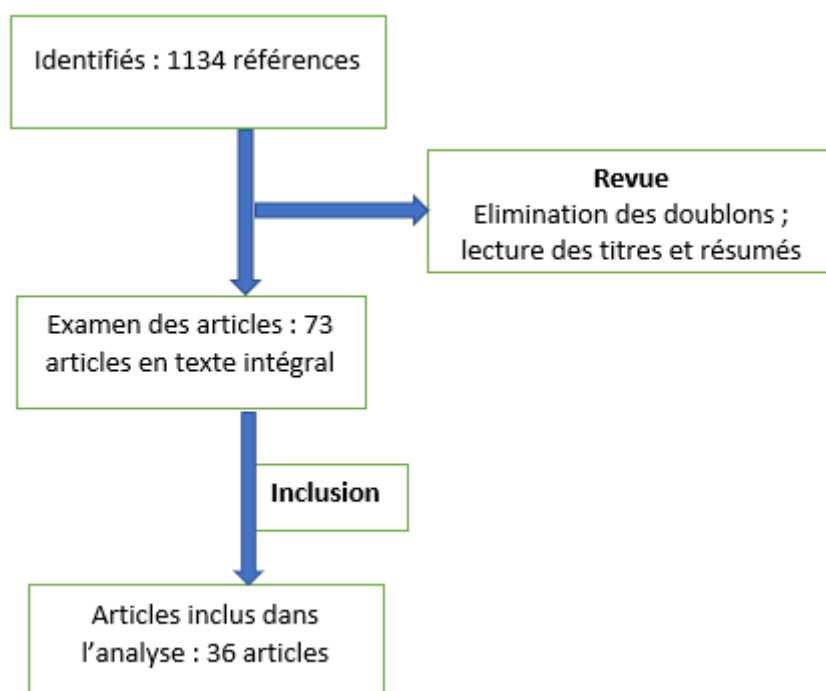 Identifiés : 1134 références
Revue
Elimination des doublons ;
lecture des titres et résumés
Examen des articles : 73
articles en texte intégral
Inclusion
Articles inclus dans
l’analyse : 36 articles